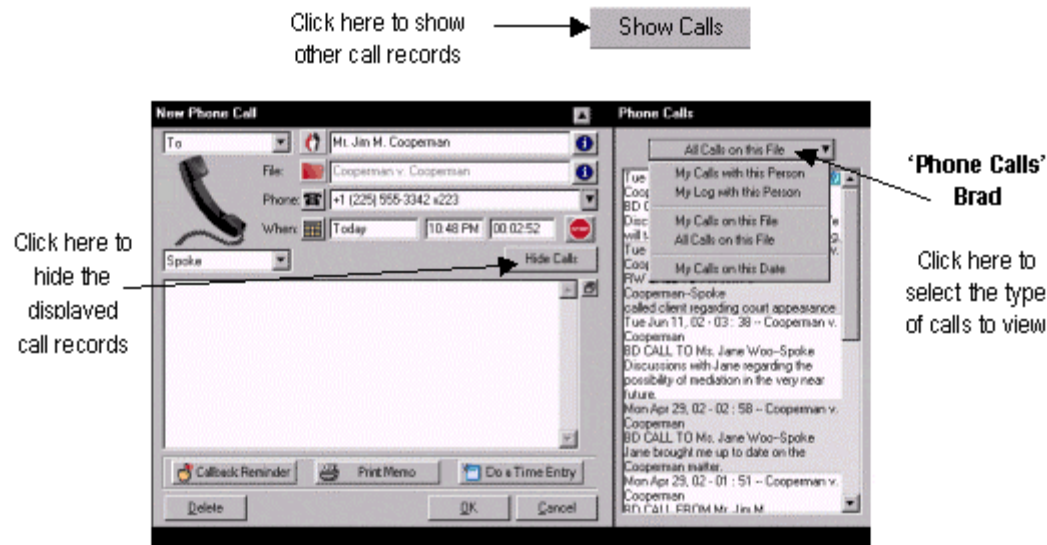 Click here to show
other call records
Show Calls
New Phone Call
To
Mr. Jim M. Cooperman
File:
Cooperman v. Cooperman
Phone:
+1 (225) 555-3342 x223
When:
Today
10:48 PM
00:02:52
Spoke
Hide Calls
Callback Reminder
Print Memo
Do a Time Entry
Delete
OK
Cancel
Click here to
hide the
displayed
call records
Phone Calls
All Calls on this File
My Calls with this Person
My Log with this Person
My Calls on this File
All Calls on this File
My Calls on this Date
Tue
will
Tue
Cooperman--Spoke
called client regarding court appearance
Tue Jun 11, 02 - 03 : 38 -- Cooperman v.
Cooperman
BD CALL TO Ms. Jane Woo--Spoke
Discussions with Jane regarding the
possibility of mediation in the very near
future.
Mon Apr 29, 02 - 02 : 58 -- Cooperman v.
Cooperman
BD CALL TO Ms. Jane Woo--Spoke
Jane brought me up to date on the
Cooperman matter.
Mon Apr 29, 02 - 01 : 51 -- Cooperman v.
Cooperman
BD CALL FROM Mr. Jim M.
'Phone Calls'
Brad
Click here to
select the type
of calls to view